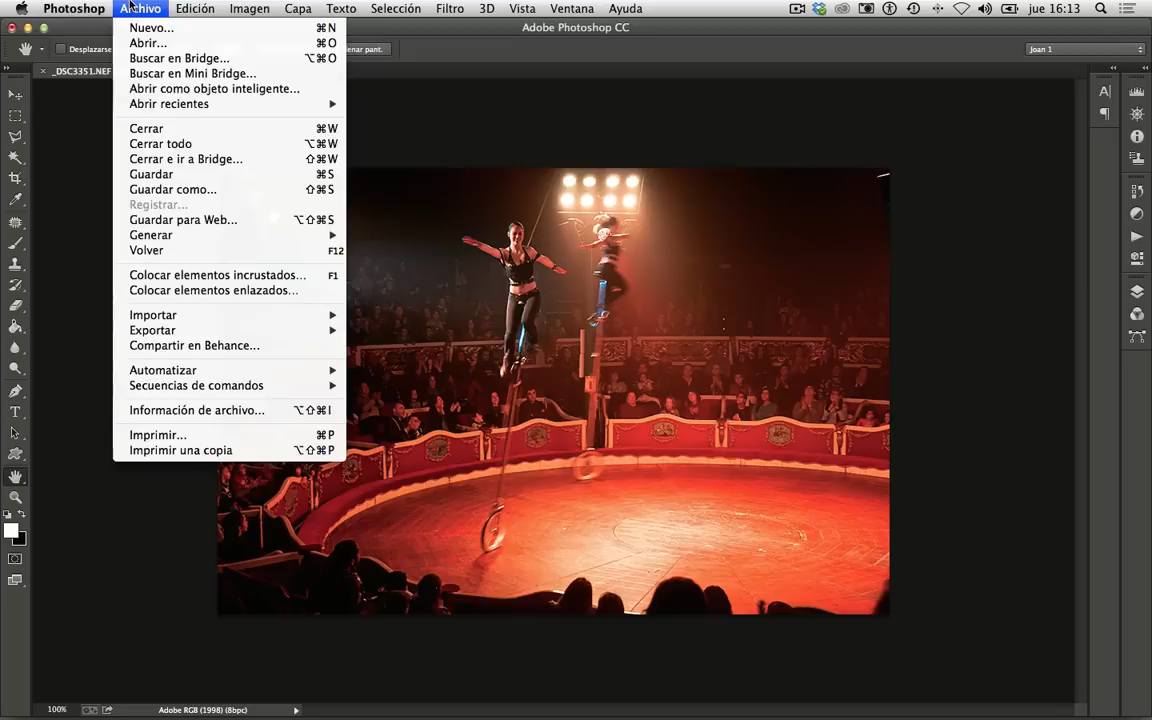 Photoshop Archivo Edición Imagen Capa Texto Selección Filtro 3D Vista Ventana Ayuda jue 16:13
Adobe Photoshop CC
Desplazarse
enar pant.
Joan 1
_DSC3351.NEF
Nuevo... ⌘N
Abrir... ⌘O
Buscar en Bridge... ⌥⌘O
Buscar en Mini Bridge...
Abrir como objeto inteligente...
Abrir recientes
Cerrar ⌘W
Cerrar todo ⌥⌘W
Cerrar e ir a Bridge... ⇧⌘W
Guardar ⌘S
Guardar como... ⇧⌘S
Registrar...
Guardar para Web... ⌥⇧⌘S
Generar
Volver F12
Colocar elementos incrustados... F1
Colocar elementos enlazados...
Importar
Exportar
Compartir en Behance...
Automatizar
Secuencias de comandos
Información de archivo... ⌥⇧⌘I
Imprimir... ⌘P
Imprimir una copia ⌥⇧⌘P
100% Adobe RGB (1998) (8bpc)